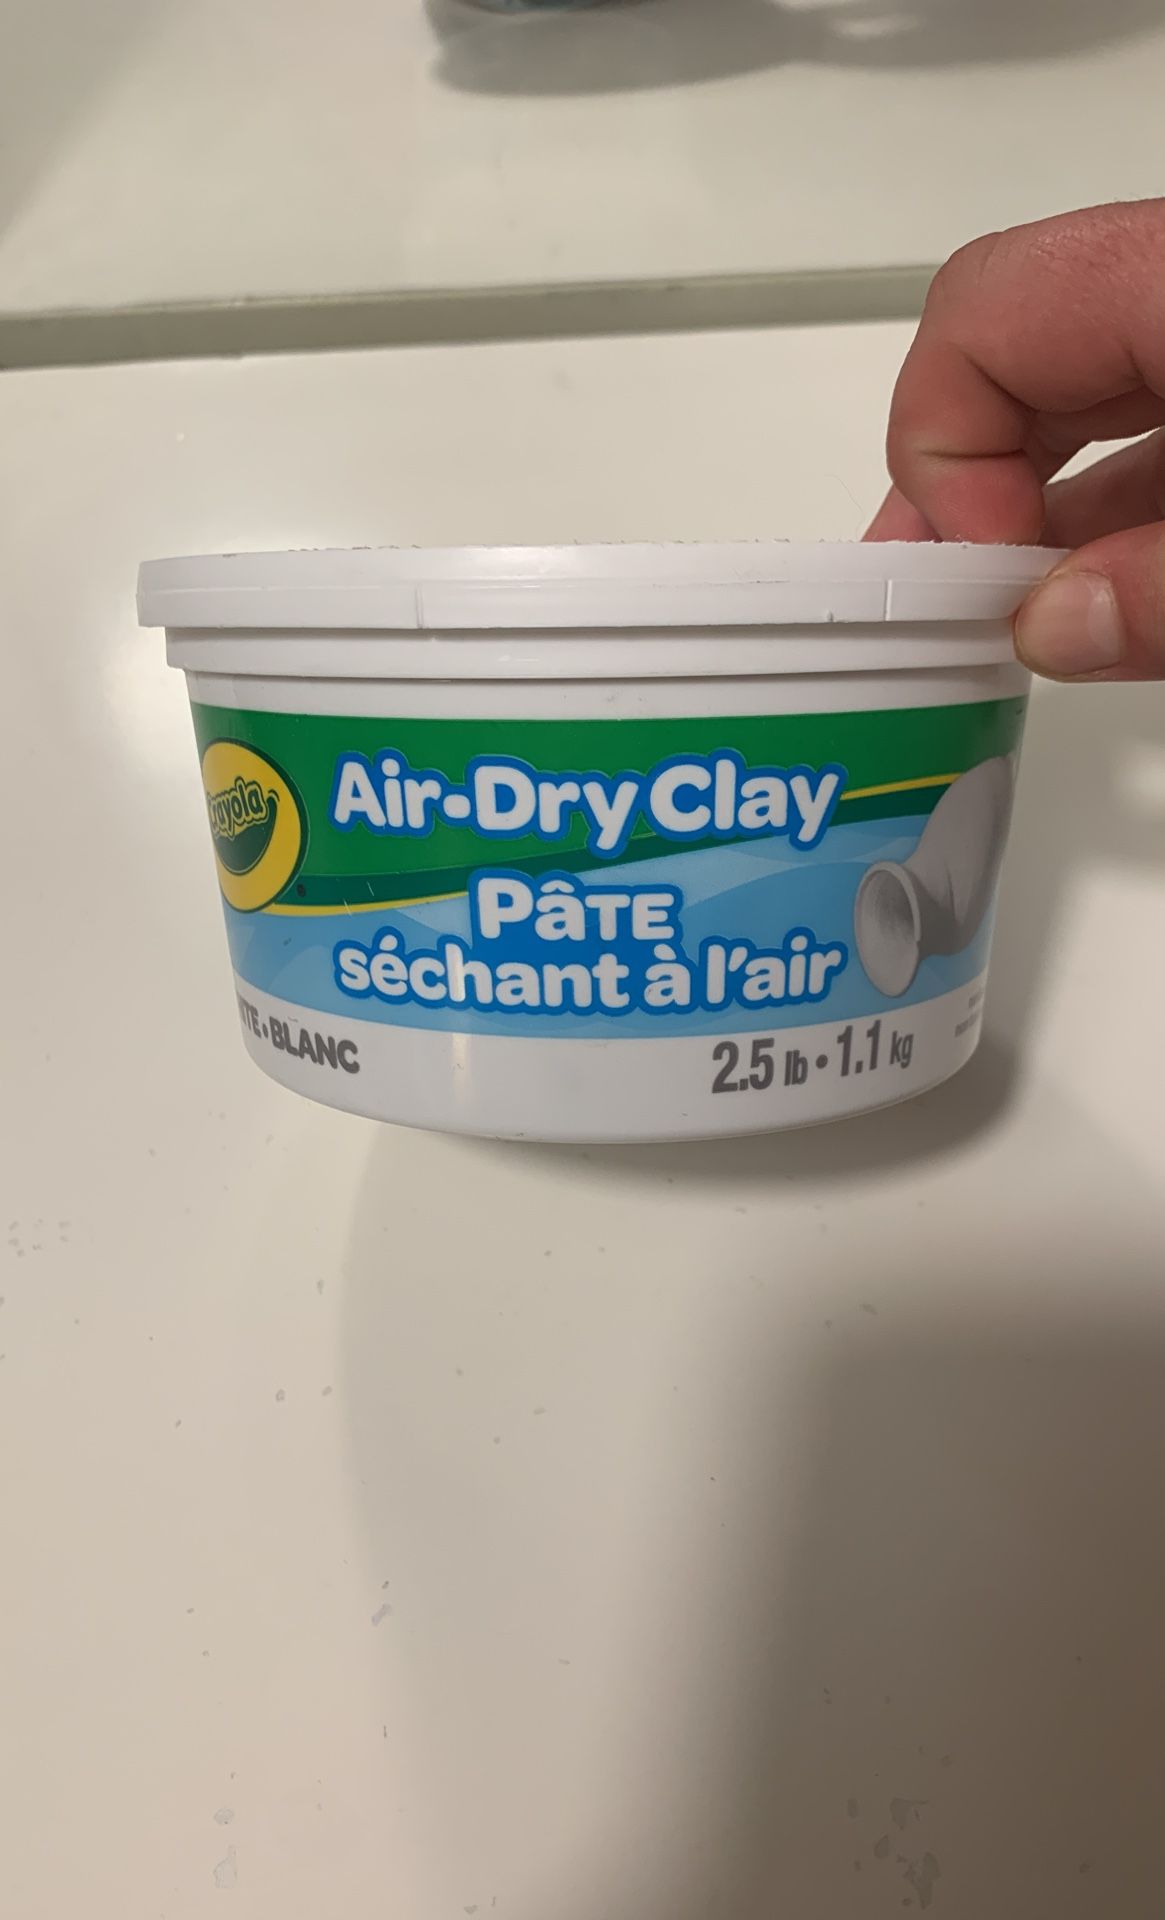 crayola
Air-Dry Clay
Pâte
séchant à l'air
BLANC
2.5 lb • 1.1 kg